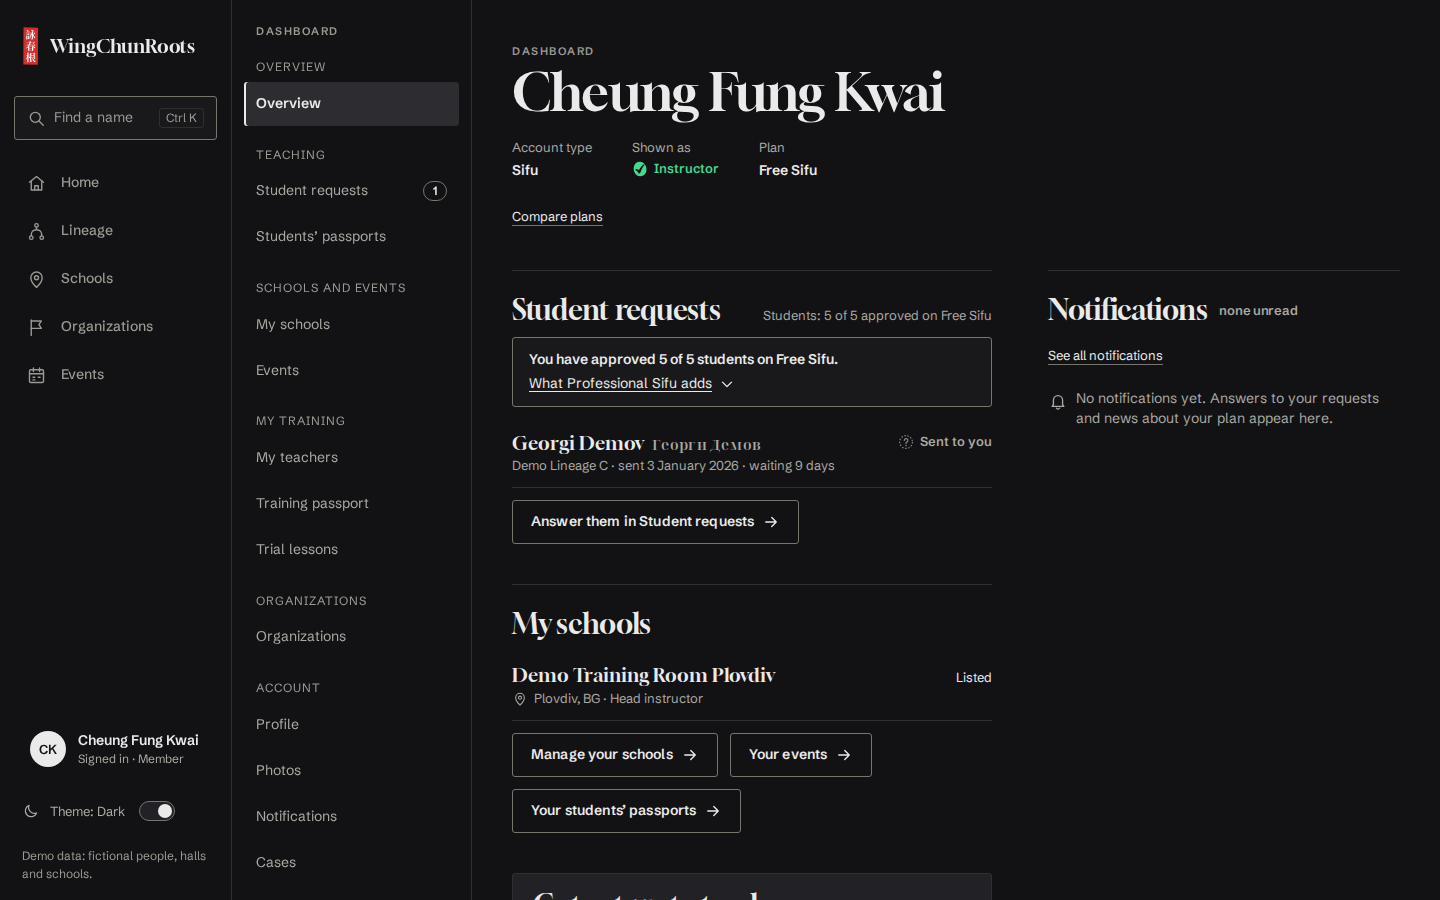 詠春根
WingChunRoots
Find a name
Ctrl K
Home
Lineage
Schools
Organizations
Events
CK
Cheung Fung Kwai
Signed in · Member
Theme: Dark
Demo data: fictional people, halls
and schools.
DASHBOARD
OVERVIEW
Overview
TEACHING
Student requests 1
Students’ passports
SCHOOLS AND EVENTS
My schools
Events
MY TRAINING
My teachers
Training passport
Trial lessons
ORGANIZATIONS
Organizations
ACCOUNT
Profile
Photos
Notifications
Cases
DASHBOARD
Cheung Fung Kwai
Account type Shown as Plan
Sifu Instructor Free Sifu
Compare plans
Student requests
Students: 5 of 5 approved on Free Sifu
You have approved 5 of 5 students on Free Sifu.
What Professional Sifu adds
Georgi Demov Георги Демов
Sent to you
Demo Lineage C · sent 3 January 2026 · waiting 9 days
Answer them in Student requests
My schools
Demo Training Room Plovdiv
Listed
Plovdiv, BG · Head instructor
Manage your schools
Your events
Your students’ passports
Notifications none unread
See all notifications
No notifications yet. Answers to your requests
and news about your plan appear here.